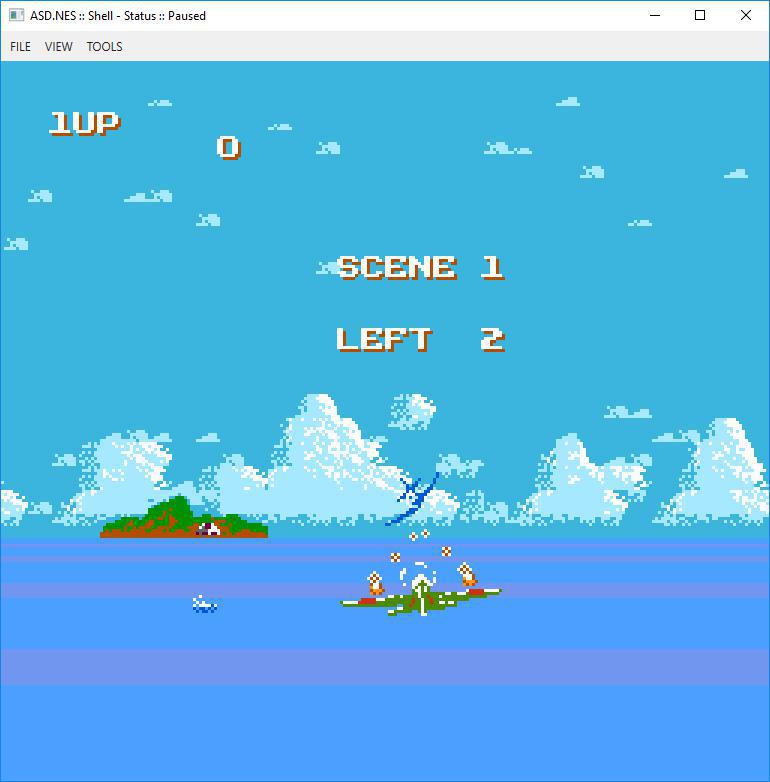 ASD.NES :: Shell - Status :: Paused
FILE VIEW TOOLS
1UP
0
SCENE 1
LEFT 2